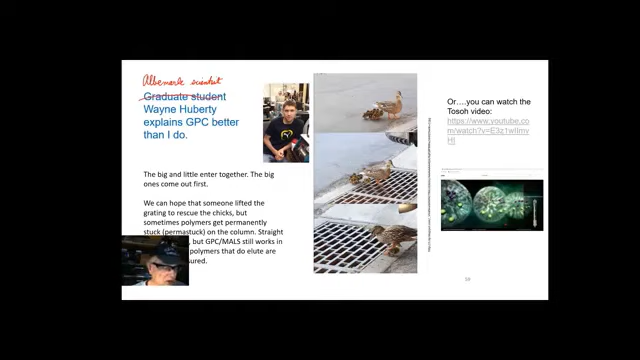 Albemarle scientist
Graduate student
Wayne Huberty
explains GPC better
than I do.
The big and little enter together. The big
ones come out first.
We can hope that someone lifted the
grating to rescue the chicks, but
sometimes polymers get permanently
stuck (permastuck) on the column. Straight
, but GPC/MALS still works in
polymers that do elute are
ured.
Or....you can watch the
Tosoh video:
https://www.youtube.co
m/watch?v=E3z1wIImv
HI